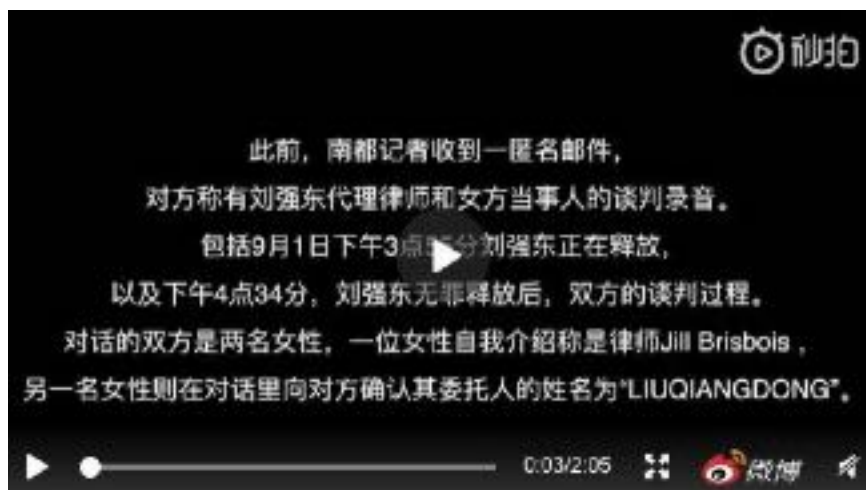 秒拍
此前，南都记者收到一匿名邮件，
对方称有刘强东代理律师和女方当事人的谈判录音。
包括9月1日下午3点 分刘强东正在释放，
以及下午4点34分，刘强东无罪释放后，双方的谈判过程。
对话的双方是两名女性，一位女性自我介绍称是律师Jill Brisbois，
另一名女性则在对话里向对方确认其委托人的姓名为“LIUQIANGDONG”。
0:03/2:05 微博